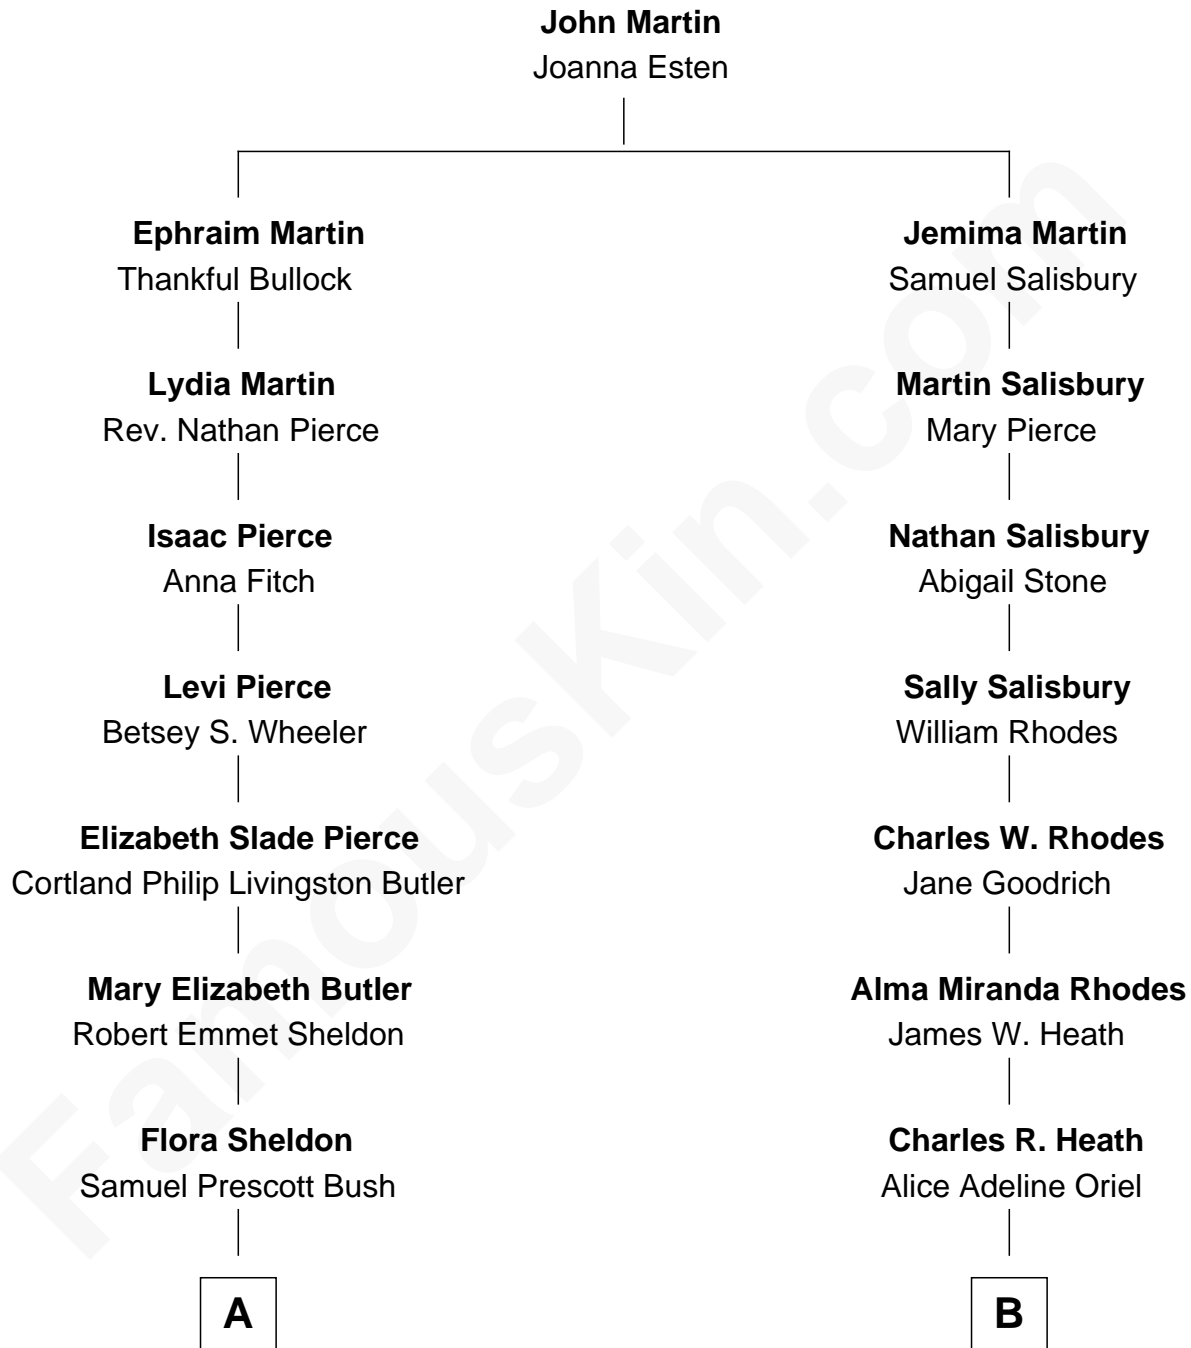 John Martin
Joanna Esten
Ephraim Martin
Thankful Bullock
Jemima Martin
Samuel Salisbury
Lydia Martin
Rev. Nathan Pierce
Martin Salisbury
Mary Pierce
Isaac Pierce
Anna Fitch
Nathan Salisbury
Abigail Stone
Levi Pierce
Betsey S. Wheeler
Sally Salisbury
William Rhodes
Elizabeth Slade Pierce
Cortland Philip Livingston Butler
Charles W. Rhodes
Jane Goodrich
Mary Elizabeth Butler
Robert Emmet Sheldon
Alma Miranda Rhodes
James W. Heath
Flora Sheldon
Samuel Prescott Bush
Charles R. Heath
Alice Adeline Oriel
A
B
FamousKin.com